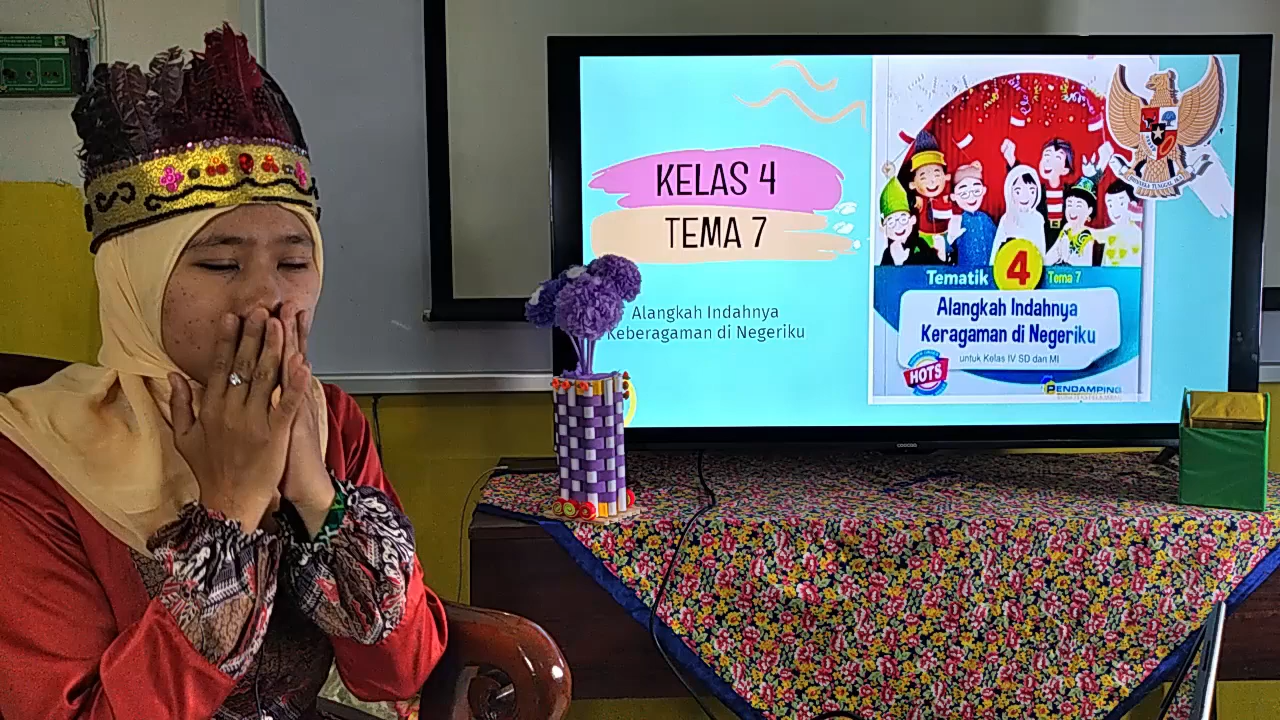 KELAS 4
TEMA 7
Alangkah Indahnya
Keberagaman di Negeriku
Tematik 4 Tema 7
Alangkah Indahnya
Keragaman di Negeriku
untuk Kelas IV SD dan MI
HOTS
PENDAMPING